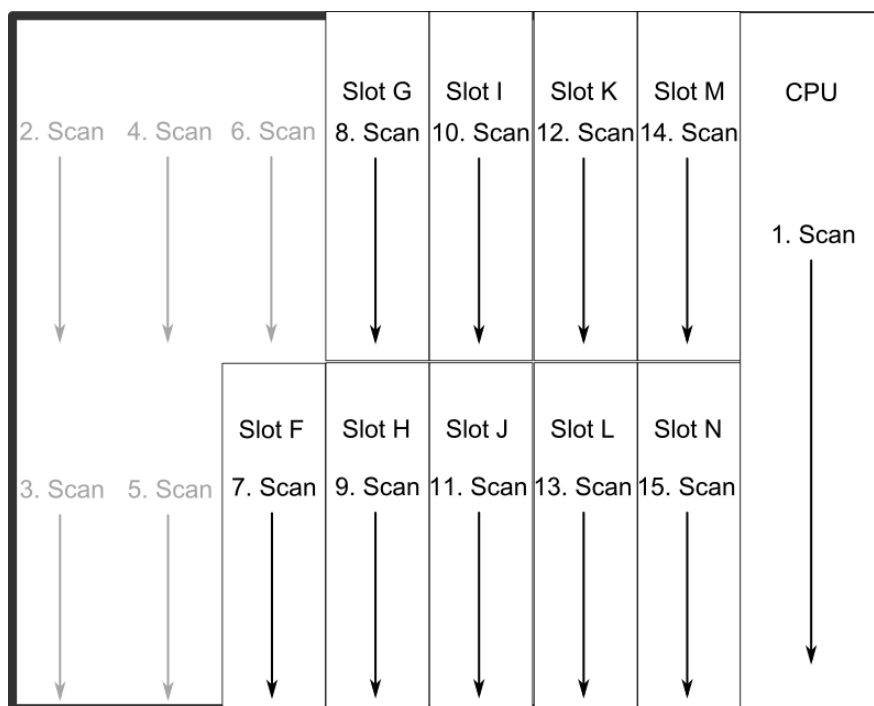 Slot G Slot I Slot K Slot M CPU
2. Scan 4. Scan 6. Scan 8. Scan 10. Scan 12. Scan 14. Scan
1. Scan
Slot F Slot H Slot J Slot L Slot N
3. Scan 5. Scan 7. Scan 9. Scan 11. Scan 13. Scan 15. Scan